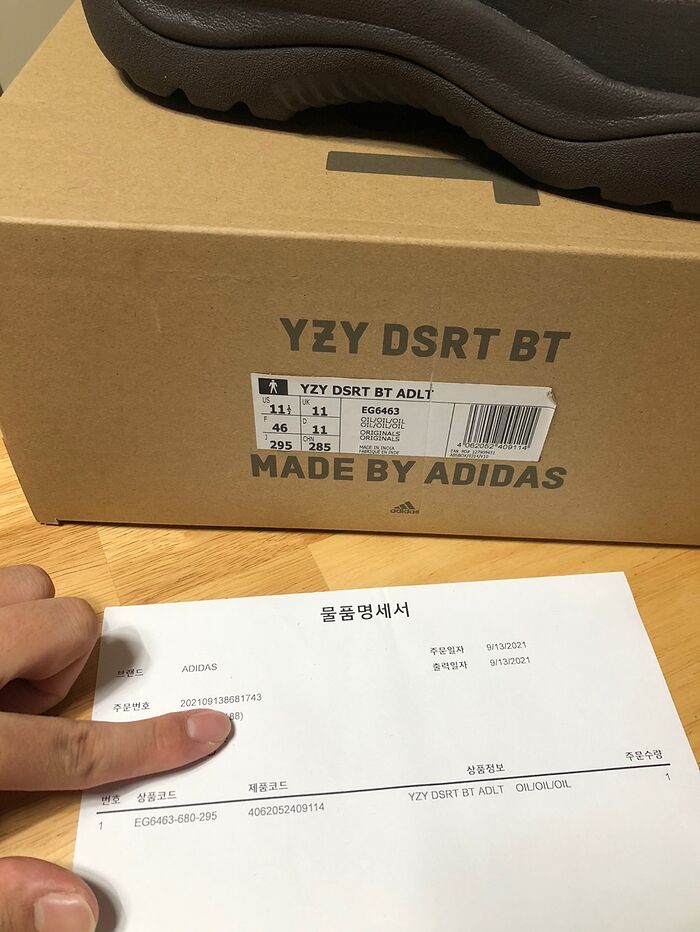 YZY DSRT BT
YZY DSRT BT ADLT
US 11½ UK 11
F 46 D 11
J 295 CHN 285
EG6463
OIL/OIL/OIL
OIL/OIL/OIL
ORIGINALS
ORIGINALS
MADE IN INDIA
FABRIQUE EN INDE
4 062052 409114
MADE BY ADIDAS
adidas
물품명세서
주문일자 9/13/2021
출력일자 9/13/2021
브랜드 ADIDAS
주문번호 202109138681743
88)
번호 상품코드 제품코드 상품정보 주문수량
1 EG6463-680-295 4062052409114 YZY DSRT BT ADLT OIL/OIL/OIL 1